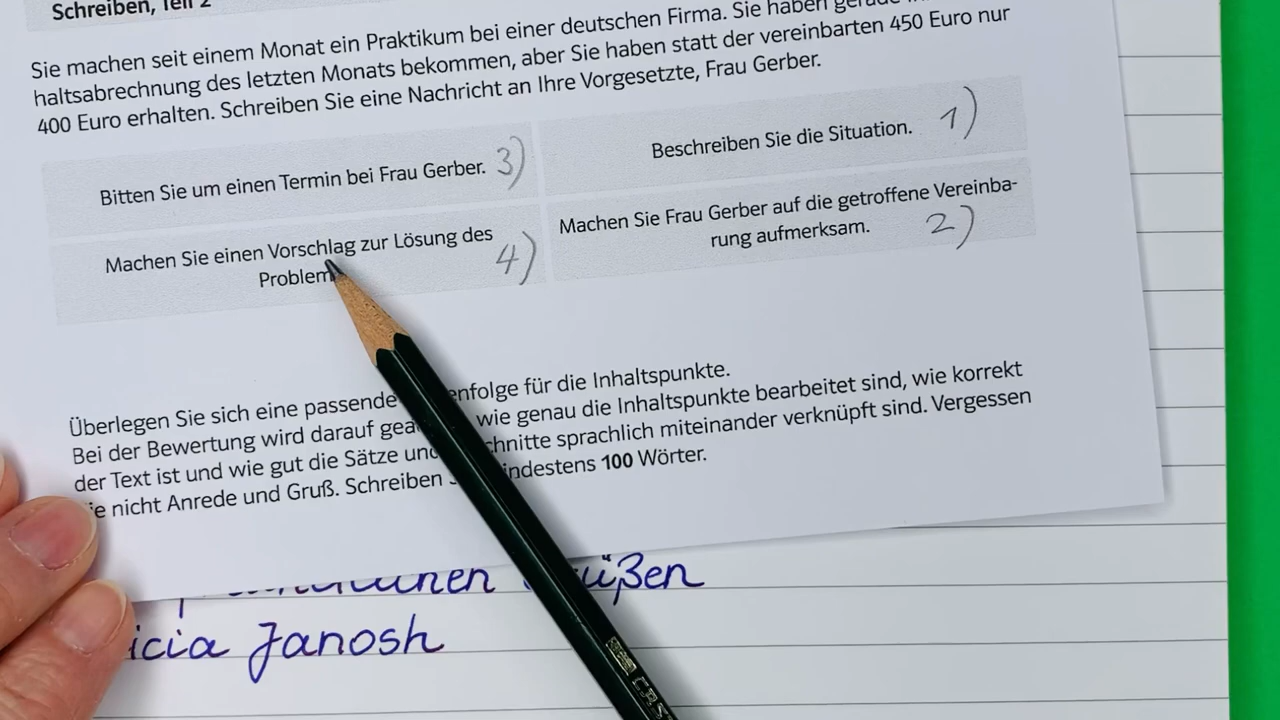 Schreiben, Teil 2
Sie machen seit einem Monat ein Praktikum bei einer deutschen Firma. Sie haben gerade
haltsabrechnung des letzten Monats bekommen, aber Sie haben statt der vereinbarten 450 Euro nur
400 Euro erhalten. Schreiben Sie eine Nachricht an Ihre Vorgesetzte, Frau Gerber.
Bitten Sie um einen Termin bei Frau Gerber. 3)
Beschreiben Sie die Situation. 1)
Machen Sie einen Vorschlag zur Lösung des
Problem 4)
Machen Sie Frau Gerber auf die getroffene Vereinba-
rung aufmerksam. 2)
Überlegen Sie sich eine passende enfolge für die Inhaltspunkte.
Bei der Bewertung wird darauf gea wie genau die Inhaltspunkte bearbeitet sind, wie korrekt
der Text ist und wie gut die Sätze und chnitte sprachlich miteinander verknüpft sind. Vergessen
ie nicht Anrede und Gruß. Schreiben indestens 100 Wörter.
üßen
icia Janosh